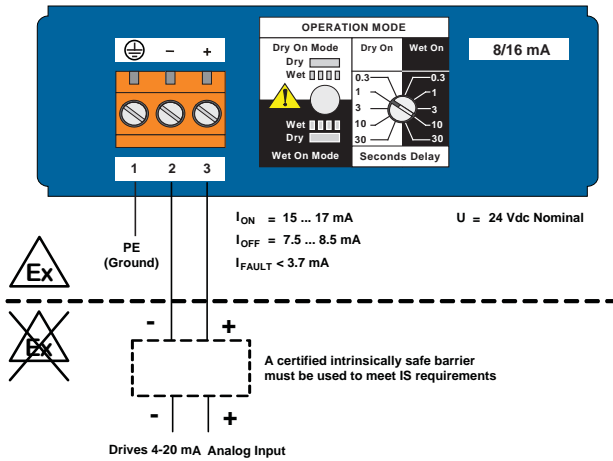 OPERATION MODE
Dry On Mode
Dry
Wet
Wet
Dry
Wet On Mode
Dry On Wet On
0.3 0.3
1 1
3 3
10 10
30 30
Seconds Delay
8/16 mA
– +
1 2 3
PE
(Ground)
I ON = 15 ... 17 mA
I OFF = 7.5 ... 8.5 mA
I FAULT < 3.7 mA
U = 24 Vdc Nominal
Ex
Ex
- +
A certified intrinsically safe barrier
must be used to meet IS requirements
- +
Drives 4-20 mA Analog Input